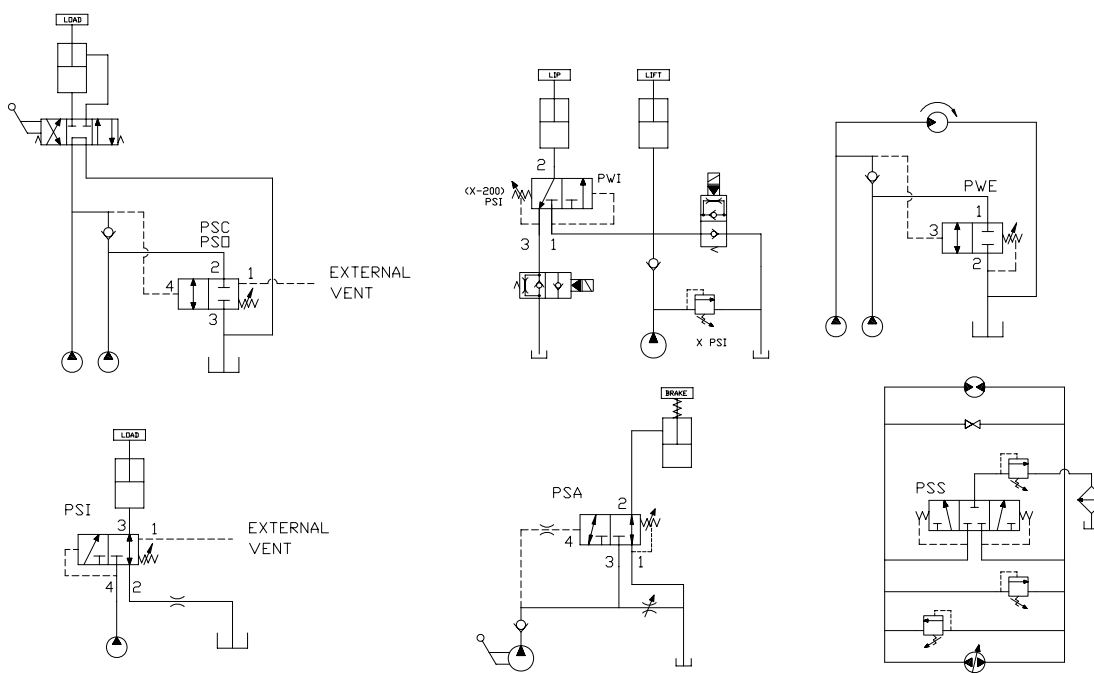 LOAD
PSC
PSO
2
1
4
3
EXTERNAL
VENT
LIP
LIFT
2
PWI
(X-200)
PSI
3
1
X PSI
PWE
1
3
2
LOAD
PSI
3
1
EXTERNAL
VENT
4
2
BRAKE
PSA
2
4
3
1
PSS